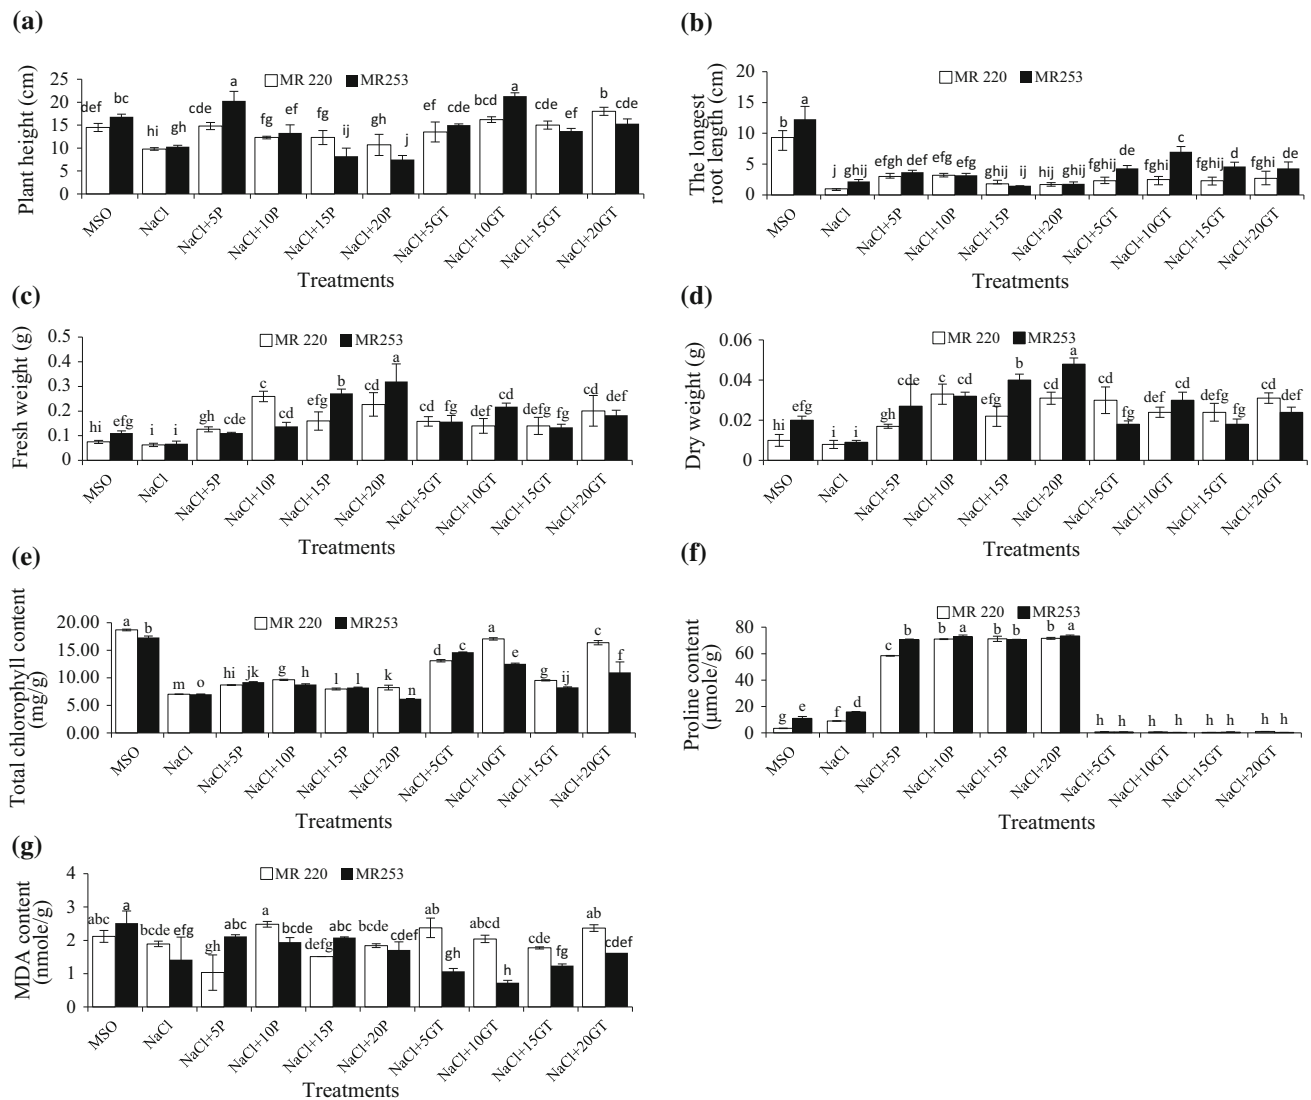 (a)
Plant height (cm)
25
20
15
10
5
0
MR 220 MR253
def bc hi gh cde a fg ef fg ij gh j ef cde bcd a fg ef b cde
MSO NaCl NaCl+5P NaCl+10P NaCl+15P NaCl+20P NaCl+5GT NaCl+10GT NaCl+15GT NaCl+20GT
Treatments
(b)
The longest
root length (cm)
20
15
10
5
0
MR 220 MR253
b a j ghij efgh def efg efg ghij ij hij ghij fghij de fghi c fghij d fghi de
MSO NaCl NaCl+5P NaCl+10P NaCl+15P NaCl+20P NaCl+5GT NaCl+10GT NaCl+15GT NaCl+20GT
Treatments
(c)
Fresh weight (g)
0.5
0.4
0.3
0.2
0.1
0
MR 220 MR253
hi efg i i gh cde c cd efg b cd a cd fg def cd defg fg cd def
MSO NaCl NaCl+5P NaCl+10P NaCl+15P NaCl+20P NaCl+5GT NaCl+10GT NaCl+15GT NaCl+20GT
Treatments
(d)
Dry weight (g)
0.06
0.04
0.02
0
MR 220 MR253
hi efg i i gh cde c cd efg b cd a cd fg def cd defg fg cd def
MSO NaCl NaCl+5P NaCl+10P NaCl+15P NaCl+20P NaCl+5GT NaCl+10GT NaCl+15GT NaCl+20GT
Treatments
(e)
Total chlorophyll content
(mg/g)
20.00
15.00
10.00
5.00
0.00
MR 220 MR253
a b m o hi jk g h l l k n d c a e g ij c f
MSO NaCl NaCl+5P NaCl+10P NaCl+15P NaCl+20P NaCl+5GT NaCl+10GT NaCl+15GT NaCl+20GT
Treatments
(f)
Proline content
(µmole/g)
80
60
40
20
0
MR 220 MR253
g e f d c b b a b b b a h h h h h h h h
MSO NaCl NaCl+5P NaCl+10P NaCl+15P NaCl+20P NaCl+5GT NaCl+10GT NaCl+15GT NaCl+20GT
Treatments
(g)
MDA content
(nmole/g)
4
3
2
1
0
MR 220 MR253
abc a bcde efg gh abc a bcde defg abc bcde cdef ab gh abcd h cde fg ab cdef
MSO NaCl NaCl+5P NaCl+10P NaCl+15P NaCl+20P NaCl+5GT NaCl+10GT NaCl+15GT NaCl+20GT
Treatments